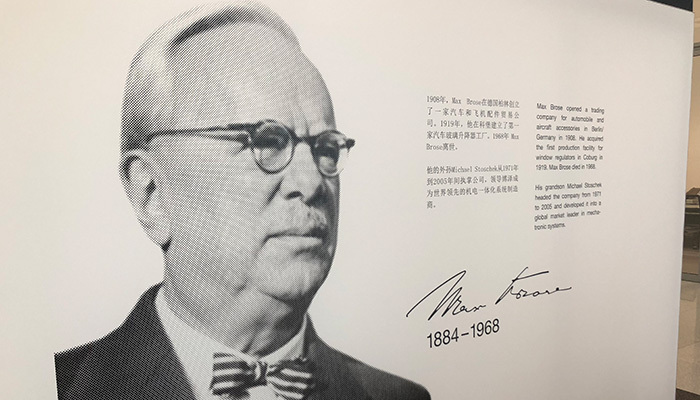 1908年，Max Brose在德国柏林创立
了一家汽车和飞机配件贸易公
司。1919年，他在科堡建立了第一
家汽车玻璃升降器工厂。1968年 Max
Brose离世。
他的外孙Michael Stoschek从1971年
到2005年间执掌公司，领导博泽成
为世界领先的机电一体化系统制造
商。
Max Brose opened a trading
company for automobile and
aircraft accessories in Berlin/
Germany in 1908. He acquired
the first production facility for
window regulators in Coburg in
1919. Max Brose died in 1968.
His grandson Michael Stoschek
headed the company from 1971
to 2005 and developed it into a
global market leader in mecha-
tronic systems.
Max Brose
1884–1968